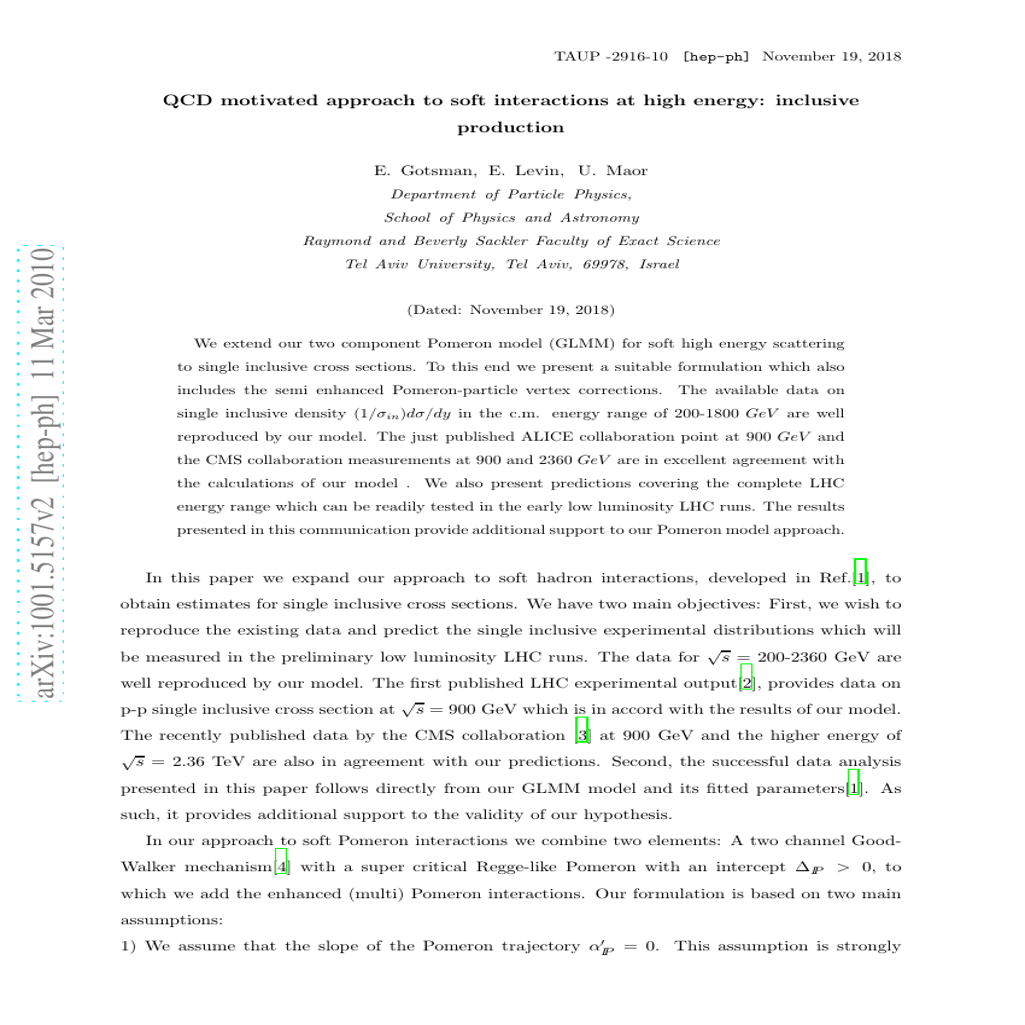 TAUP -2916-10 [hep-ph] November 19, 2018
QCD motivated approach to soft interactions at high energy: inclusive
production
E. Gotsman, E. Levin, U. Maor
Department of Particle Physics,
School of Physics and Astronomy
Raymond and Beverly Sackler Faculty of Exact Science
Tel Aviv University, Tel Aviv, 69978, Israel
(Dated: November 19, 2018)
We extend our two component Pomeron model (GLMM) for soft high energy scattering
to single inclusive cross sections. To this end we present a suitable formulation which also
includes the semi enhanced Pomeron-particle vertex corrections. The available data on
single inclusive density (1/σ_in)dσ/dy in the c.m. energy range of 200-1800 GeV are well
reproduced by our model. The just published ALICE collaboration point at 900 GeV and
the CMS collaboration measurements at 900 and 2360 GeV are in excellent agreement with
the calculations of our model . We also present predictions covering the complete LHC
energy range which can be readily tested in the early low luminosity LHC runs. The results
presented in this communication provide additional support to our Pomeron model approach.
In this paper we expand our approach to soft hadron interactions, developed in Ref.[1], to
obtain estimates for single inclusive cross sections. We have two main objectives: First, we wish to
reproduce the existing data and predict the single inclusive experimental distributions which will
be measured in the preliminary low luminosity LHC runs. The data for √s = 200-2360 GeV are
well reproduced by our model. The first published LHC experimental output[2], provides data on
p-p single inclusive cross section at √s = 900 GeV which is in accord with the results of our model.
The recently published data by the CMS collaboration [3] at 900 GeV and the higher energy of
√s = 2.36 TeV are also in agreement with our predictions. Second, the successful data analysis
presented in this paper follows directly from our GLMM model and its fitted parameters[1]. As
such, it provides additional support to the validity of our hypothesis.
In our approach to soft Pomeron interactions we combine two elements: A two channel Good-
Walker mechanism[4] with a super critical Regge-like Pomeron with an intercept Δ_ℙ > 0, to
which we add the enhanced (multi) Pomeron interactions. Our formulation is based on two main
assumptions:
1) We assume that the slope of the Pomeron trajectory α′_ℙ = 0. This assumption is strongly
arXiv:1001.5157v2 [hep-ph] 11 Mar 2010